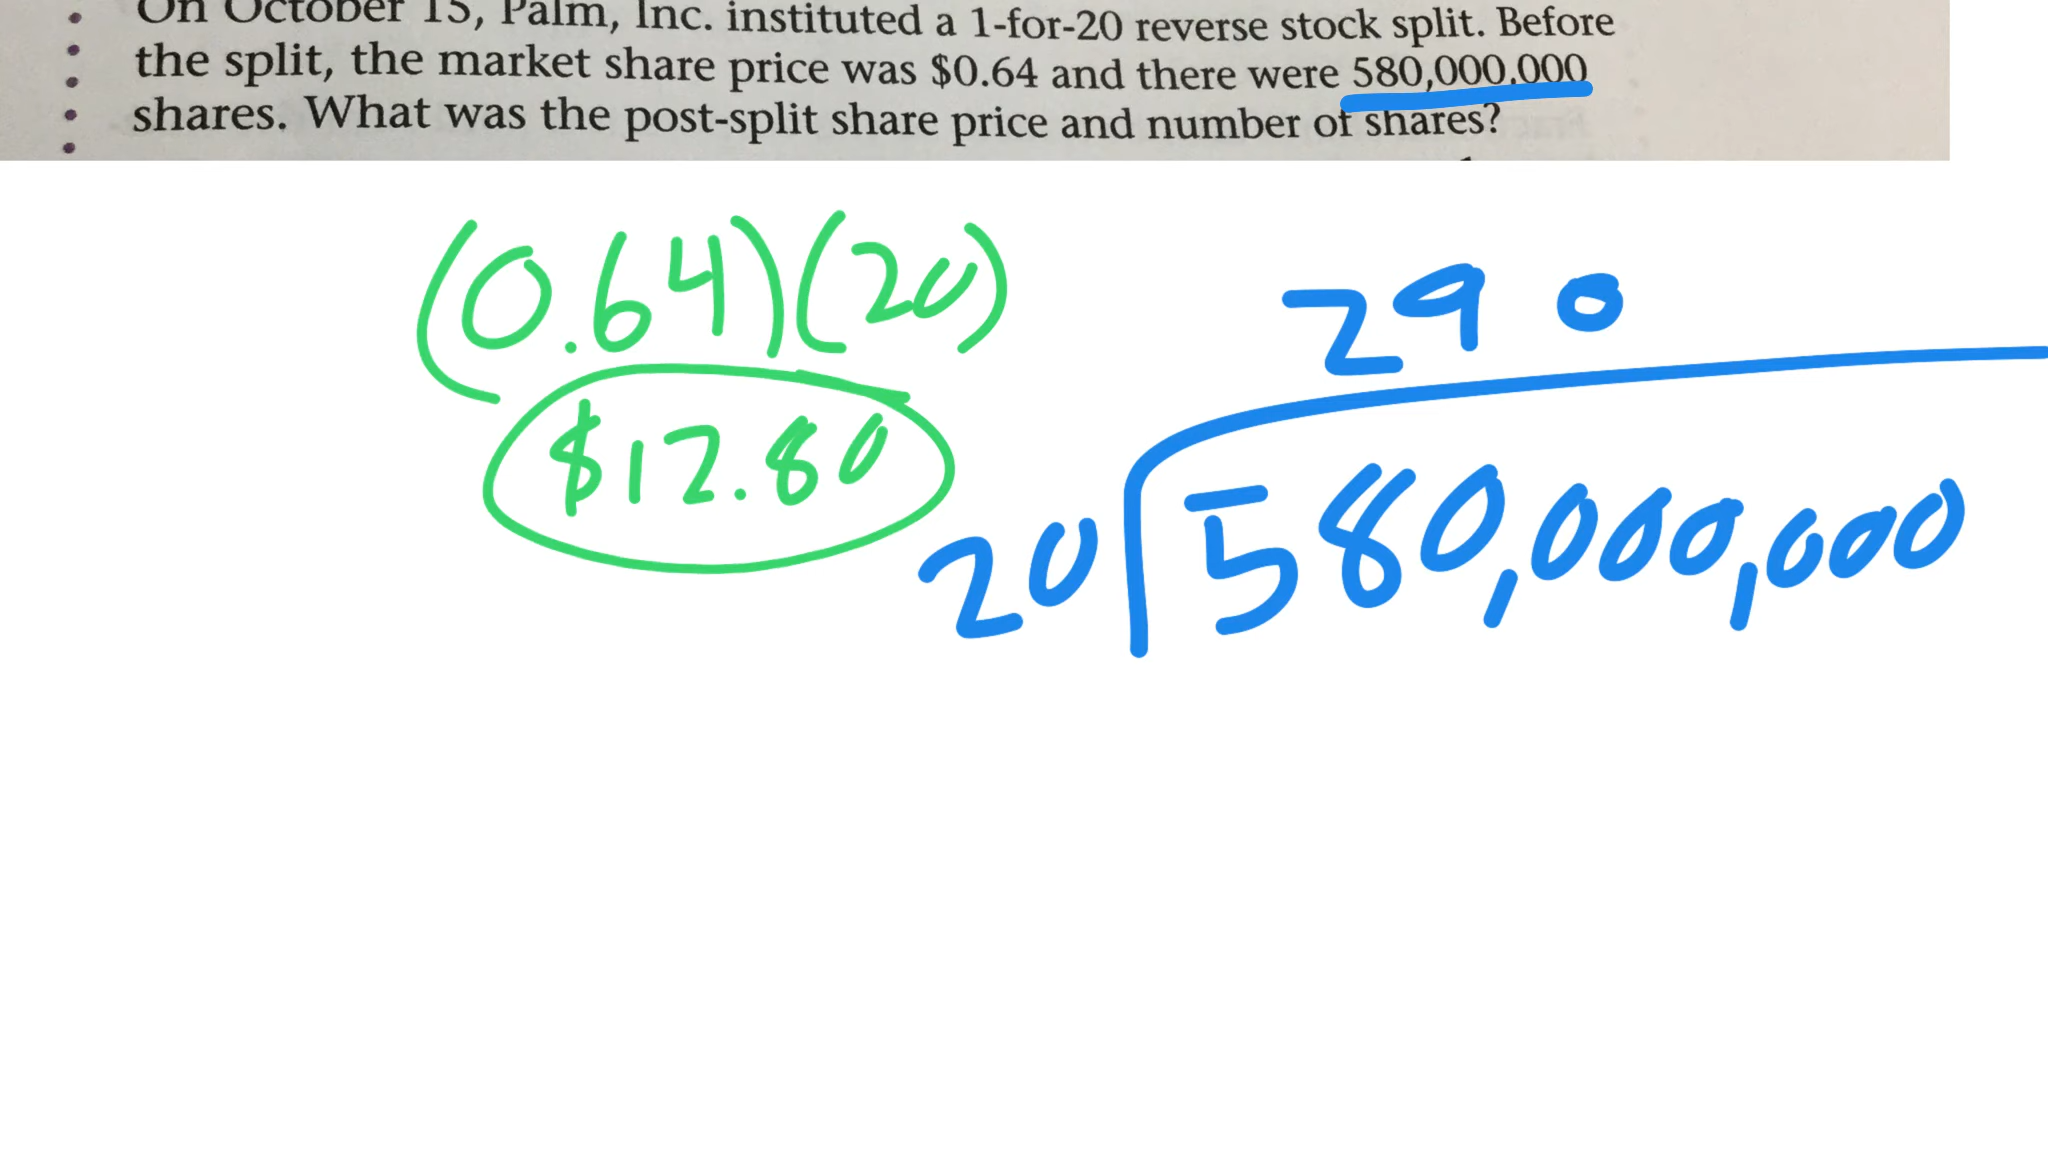 On October 15, Palm, Inc. instituted a 1-for-20 reverse stock split. Before
the split, the market share price was $0.64 and there were 580,000,000
shares. What was the post-split share price and number of shares?
(0.64)(20)
$12.80
290
20 580,000,000